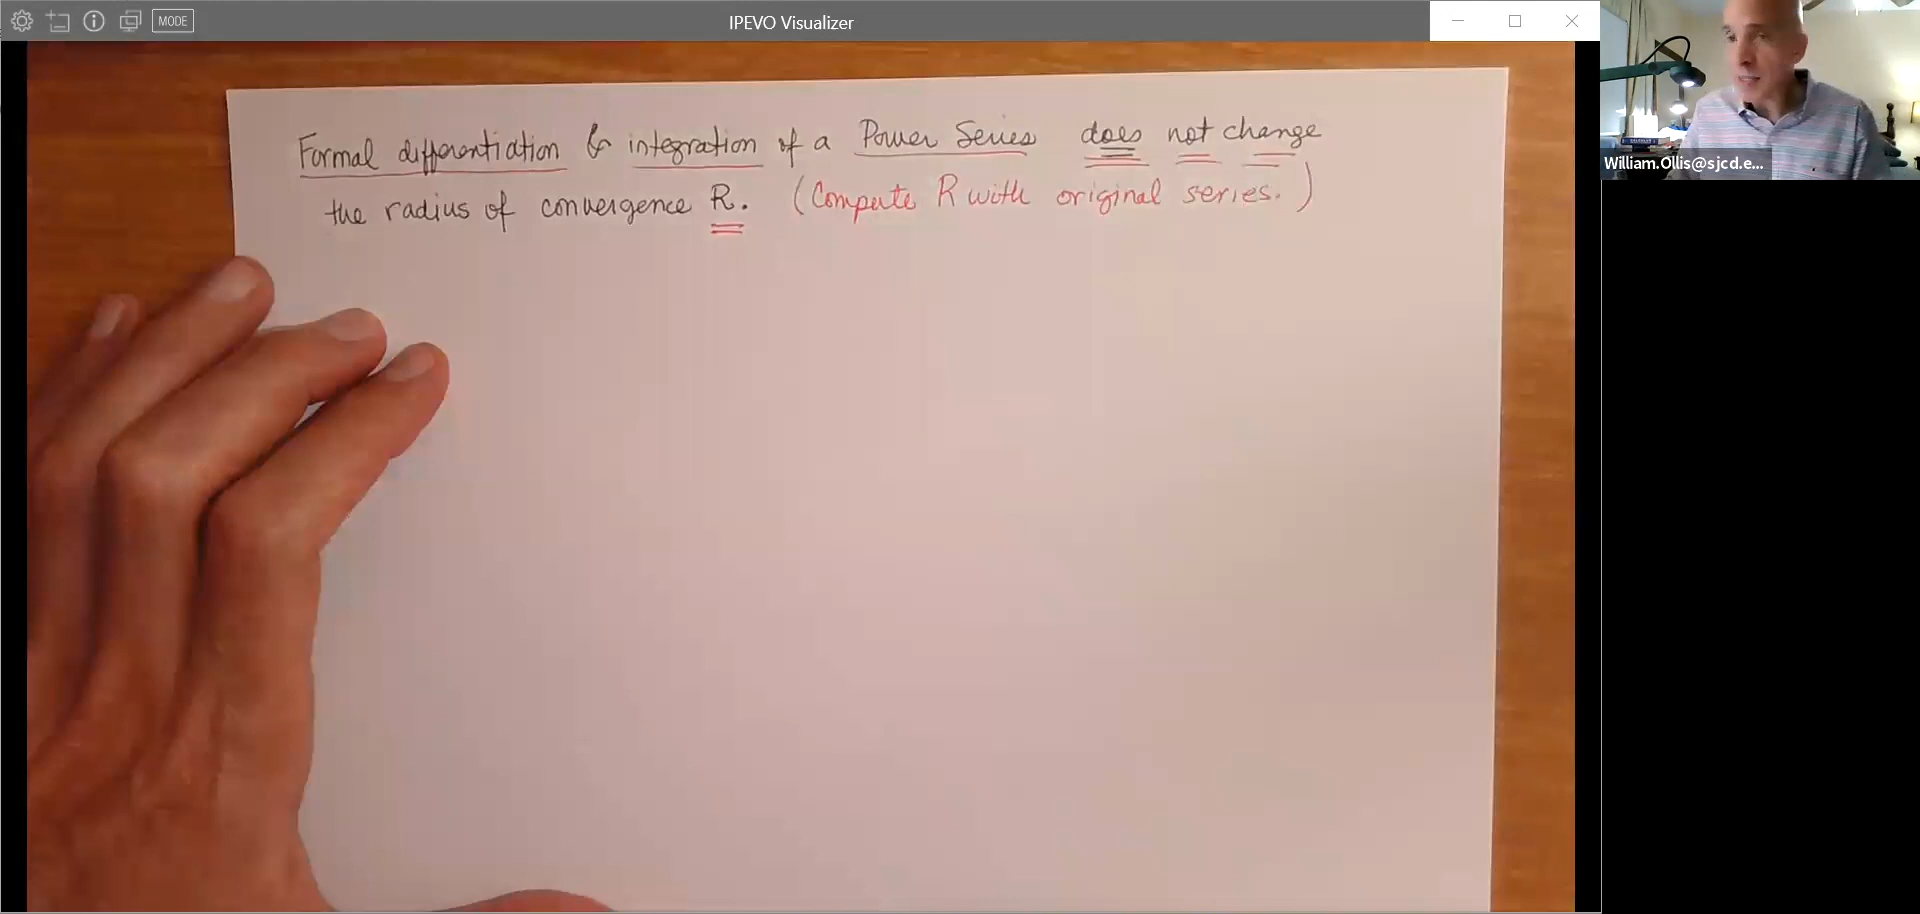 MODE
IPEVO Visualizer
Formal differentiation & integration of a Power Series does not change
the radius of convergence R. (Compute R with original series.)
William.Ollis@sjcd.e...